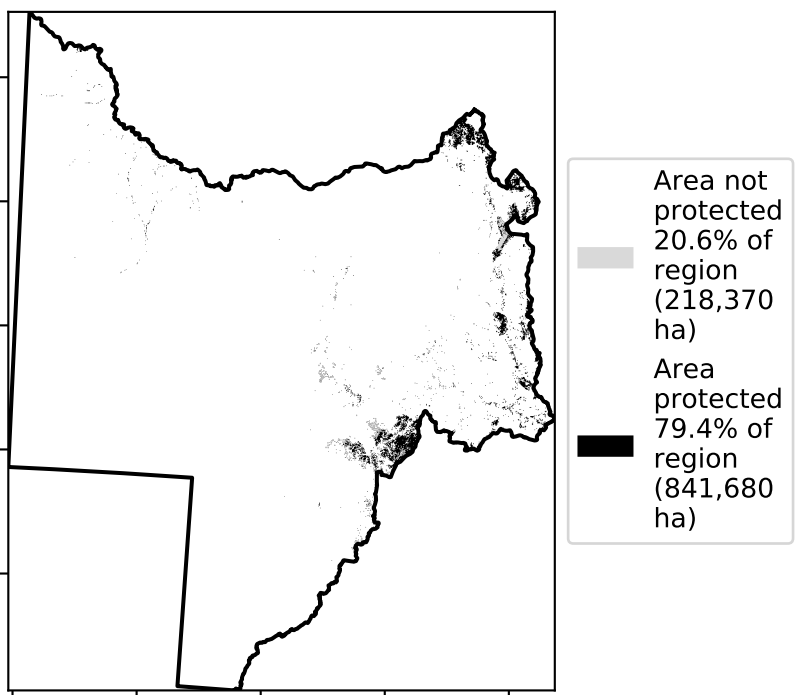 Area not
protected
20.6% of
region
(218,370
ha)
Area
protected
79.4% of
region
(841,680
ha)